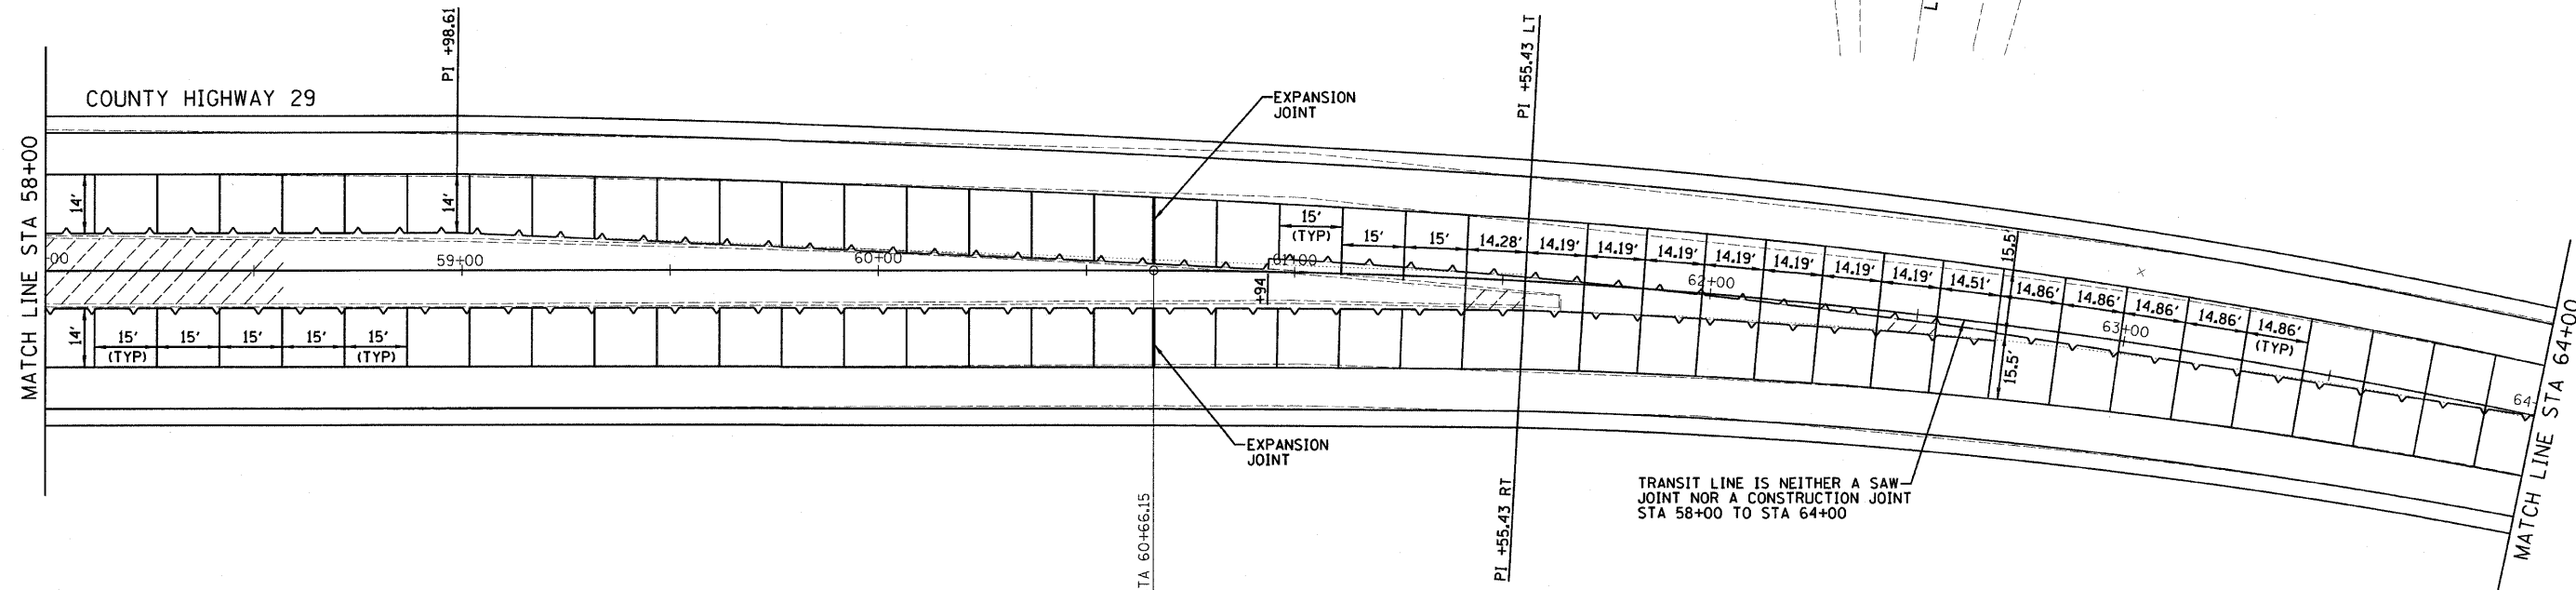 L
PI +98.61
PI +55.43 LT
COUNTY HIGHWAY 29
EXPANSION
JOINT
MATCH LINE STA 58+00
14'
14'
15'
(TYP)
15'
15'
14.28'
14.19'
14.19'
14.19'
14.19'
14.19'
14.19'
14.19'
14.51'
15.5'
14.86'
14.86'
14.86'
14.86'
14.86'
(TYP)
00
59+00
60+00
61+00
+94
62+00
63+00
64
14'
15'
(TYP)
15'
15'
15'
15'
(TYP)
15.5'
EXPANSION
JOINT
TA 60+66.15
PI +55.43 RT
TRANSIT LINE IS NEITHER A SAW
JOINT NOR A CONSTRUCTION JOINT
STA 58+00 TO STA 64+00
MATCH LINE STA 64+00